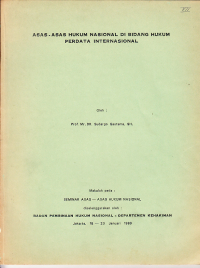 ASAS - ASAS HUKUM NASIONAL DI BIDANG HUKUM
PERDATA INTERNASIONAL
Oleh :
Prof. Mr. Dr. Sudargo Gautama SH.
Makalah pada :
SEMINAR ASAS — ASAS HUKUM NASIONAL
diselenggarakan oleh :
BADAN PEMBINAAN HUKUM NASIONAL : DEPARTEMEN KEHAKIMAN
Jakarta, 18 — 20 Januari 1989